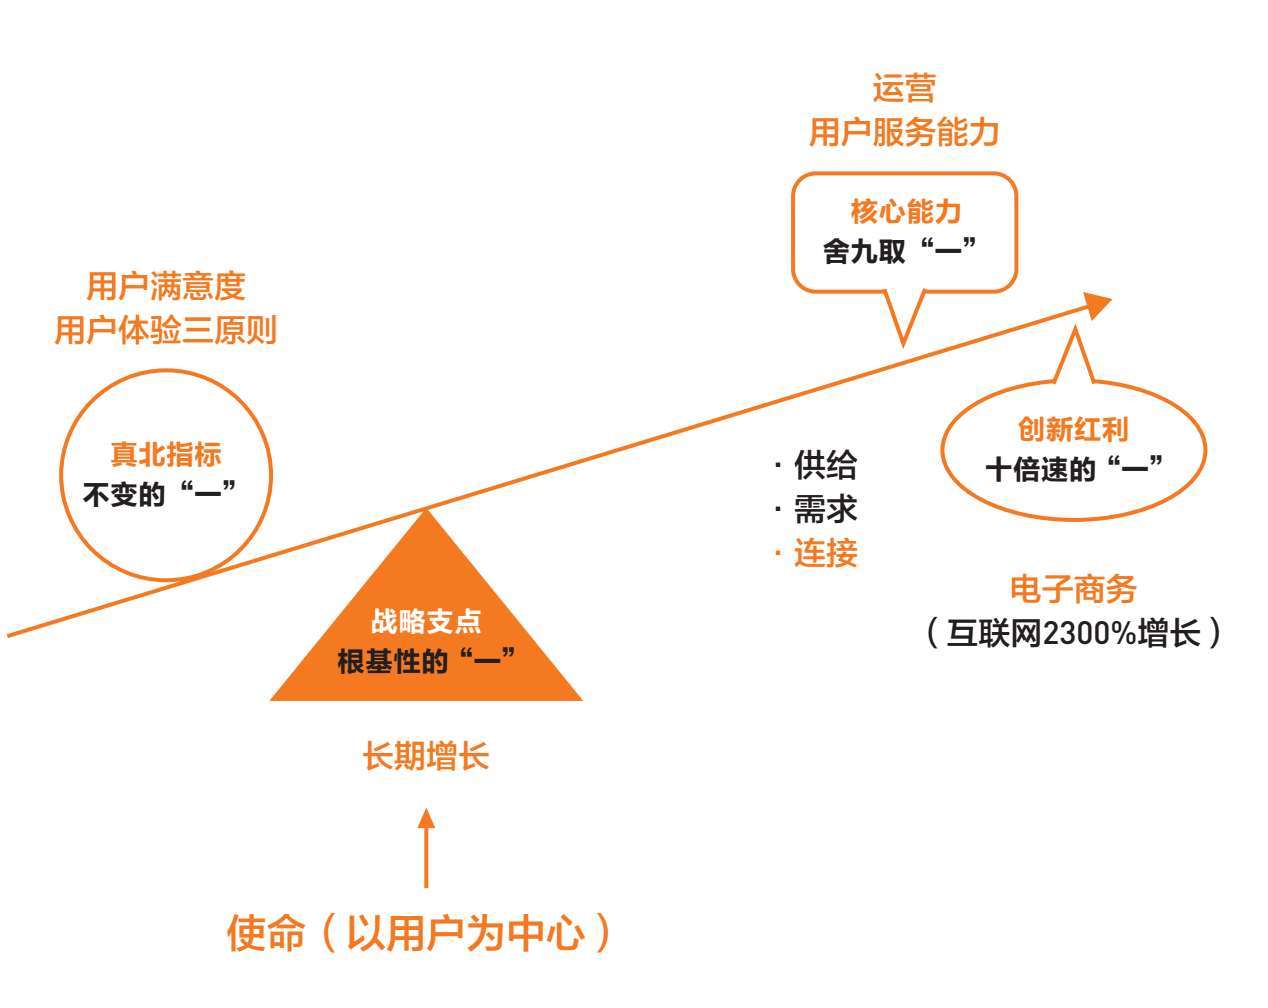 运营
用户服务能力
核心能力
舍九取“一”
用户满意度
用户体验三原则
真北指标
不变的“一”
创新红利
十倍速的“一”
· 供给
· 需求
· 连接
电子商务
（互联网2300%增长）
战略支点
根基性的“一”
长期增长
使命（以用户为中心）